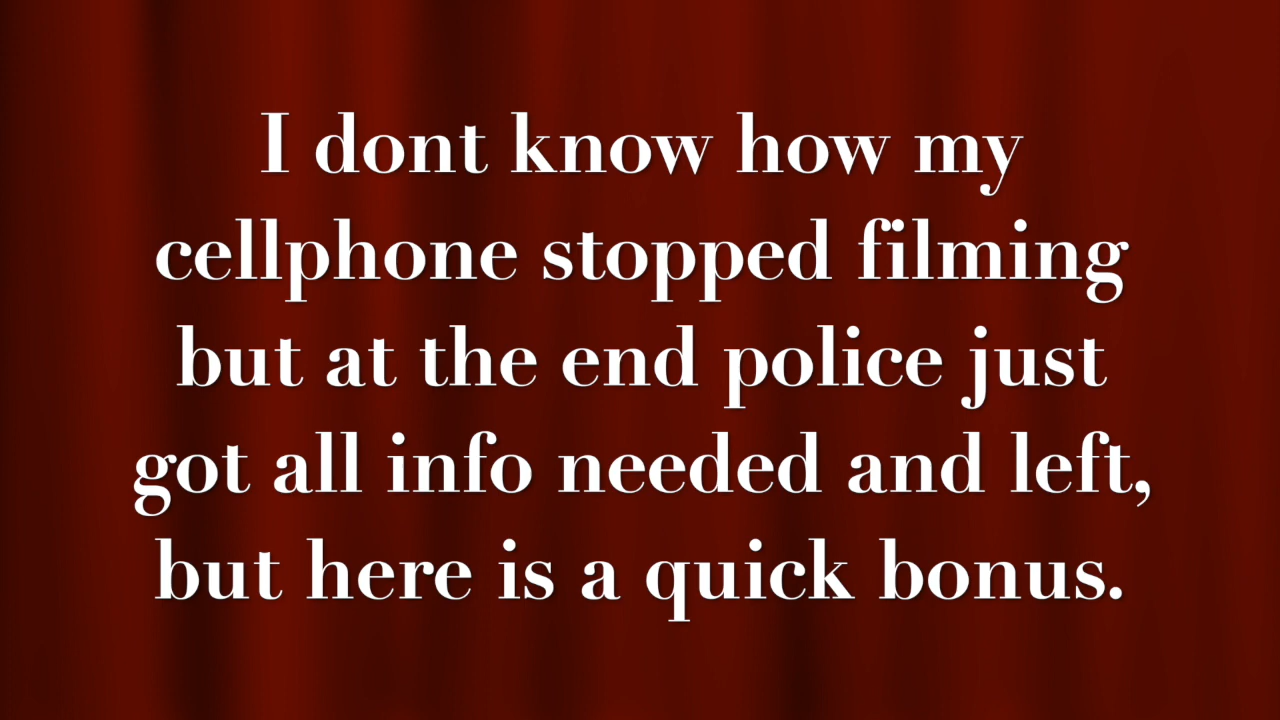 I dont know how my
cellphone stopped filming
but at the end police just
got all info needed and left,
but here is a quick bonus.